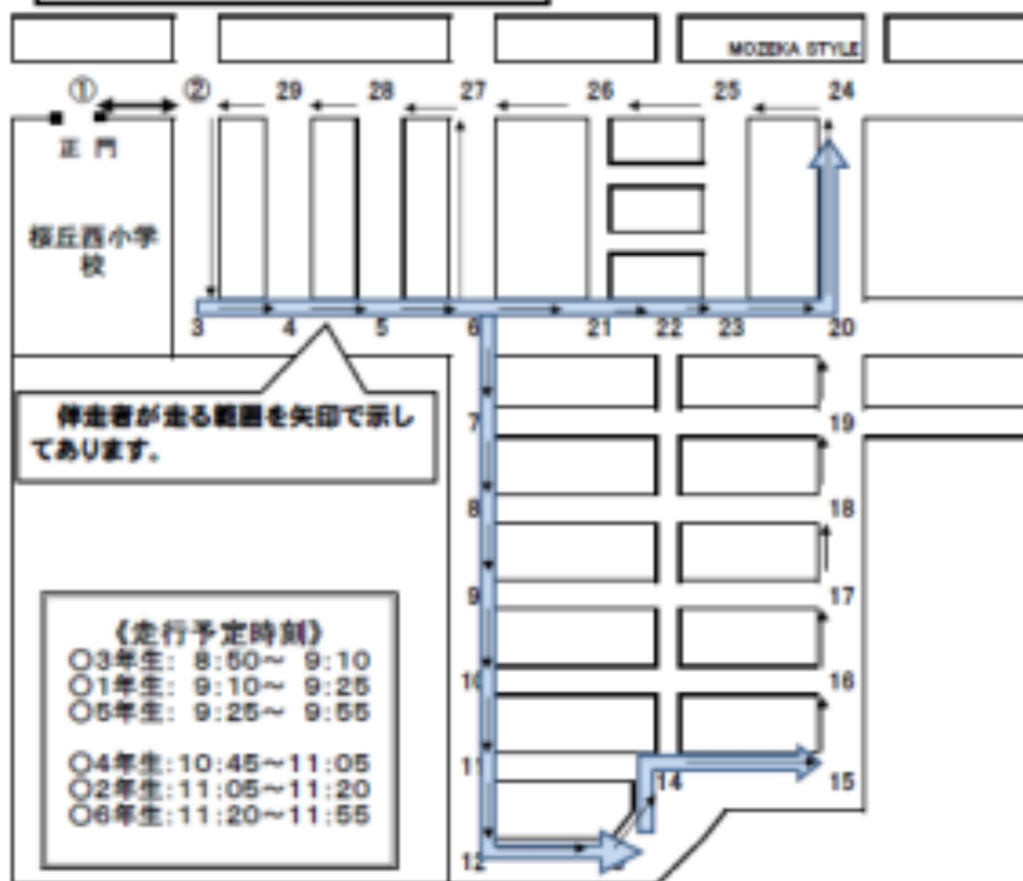 MOZEKA STYLE
① ② 29 28 27 26 25 24
正門
桜丘西小学
校
3 4 5 6 21 22 23 20
伴走者が走る範囲を矢印で示し
てあります。
7 19
8 18
9 17
10 16
11 14 15
12
《走行予定時刻》
○3年生: 8:50～ 9:10
○1年生: 9:10～ 9:25
○5年生: 9:25～ 9:55
○4年生:10:45～11:05
○2年生:11:05～11:20
○6年生:11:20～11:55